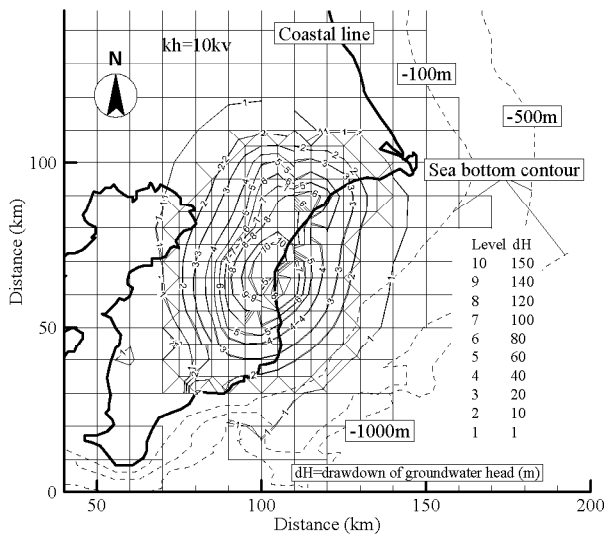 Coastal line
kh=10kv
N
-100m
-500m
Sea bottom contour
Level dH
10 150
9 140
8 120
7 100
6 80
5 60
4 40
3 20
2 10
1 1
-1000m
dH=drawdown of groundwater head (m)
Distance (km)
0
50
100
50
100
150
200
Distance (km)